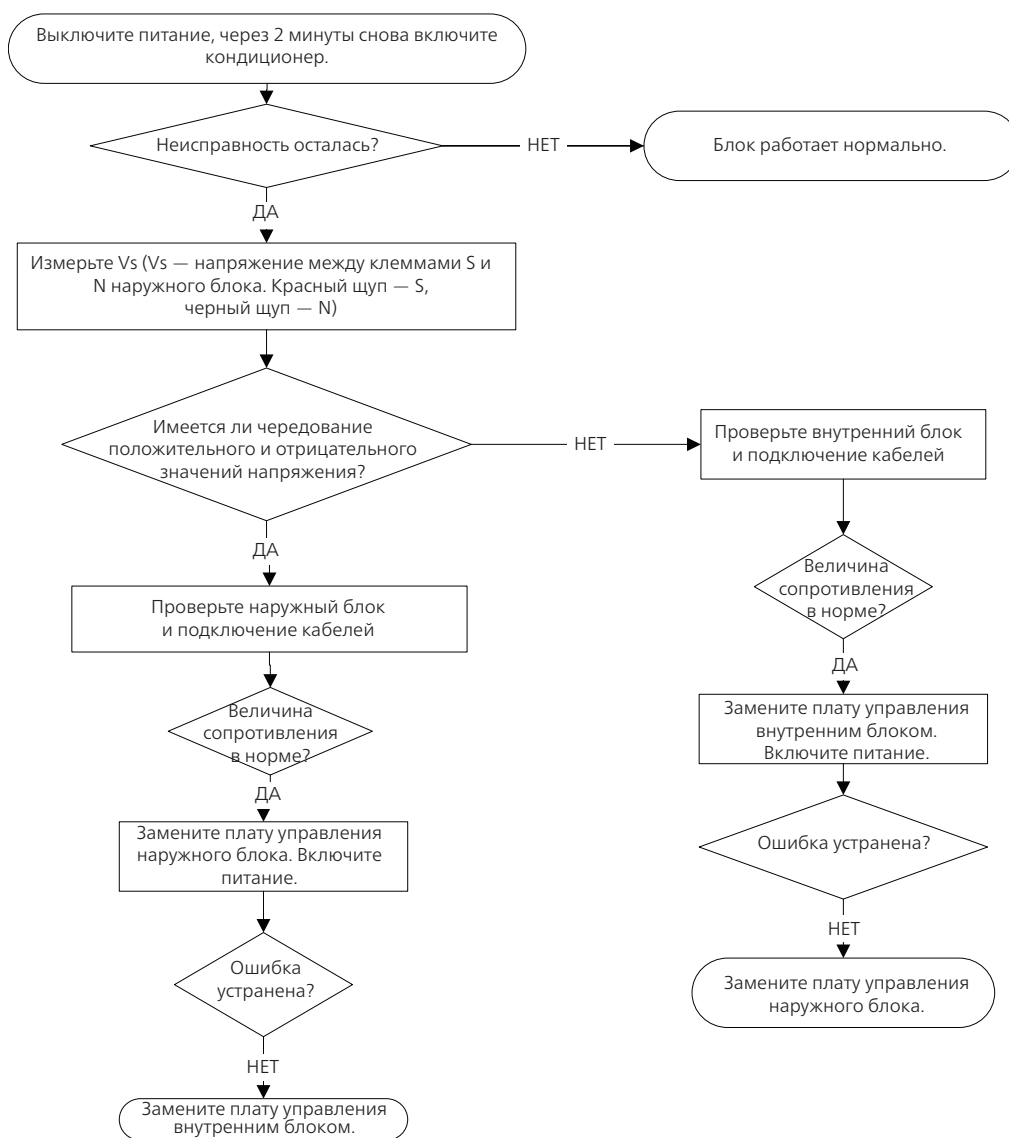 Выключите питание, через 2 минуты снова включите
кондиционер.
Неисправность осталась?
НЕТ
Блок работает нормально.
ДА
Измерьте Vs (Vs — напряжение между клеммами S и
N наружного блока. Красный щуп — S,
черный щуп — N)
Имеется ли чередование
положительного и отрицательного
значений напряжения?
НЕТ
Проверьте внутренний блок
и подключение кабелей
ДА
Проверьте наружный блок
и подключение кабелей
Величина
сопротивления
в норме?
ДА
Замените плату управления
наружного блока. Включите
питание.
Ошибка
устранена?
НЕТ
Замените плату управления
внутренним блоком.
Величина
сопротивления
в норме?
ДА
Замените плату управления
внутренним блоком.
Включите питание.
Ошибка устранена?
НЕТ
Замените плату управления
наружного блока.